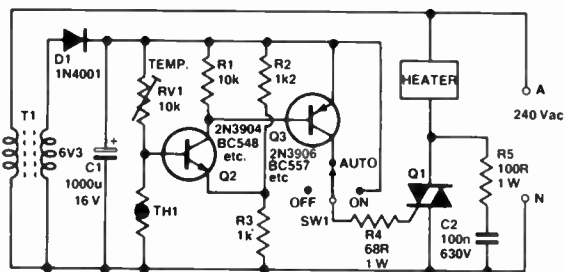 D1
1N4001
T1
6V3
C1
1000u
16 V
+
TEMP.
RV1
10k
TH1
R1
10k
R2
1k2
2N3904
BC548
etc.
Q2
Q3
2N3906
BC557
etc
R3
1k
AUTO
OFF
ON
SW1
R4
68R
1 W
HEATER
Q1
R5
100R
1 W
C2
100n
630V
A
240 Vac
N